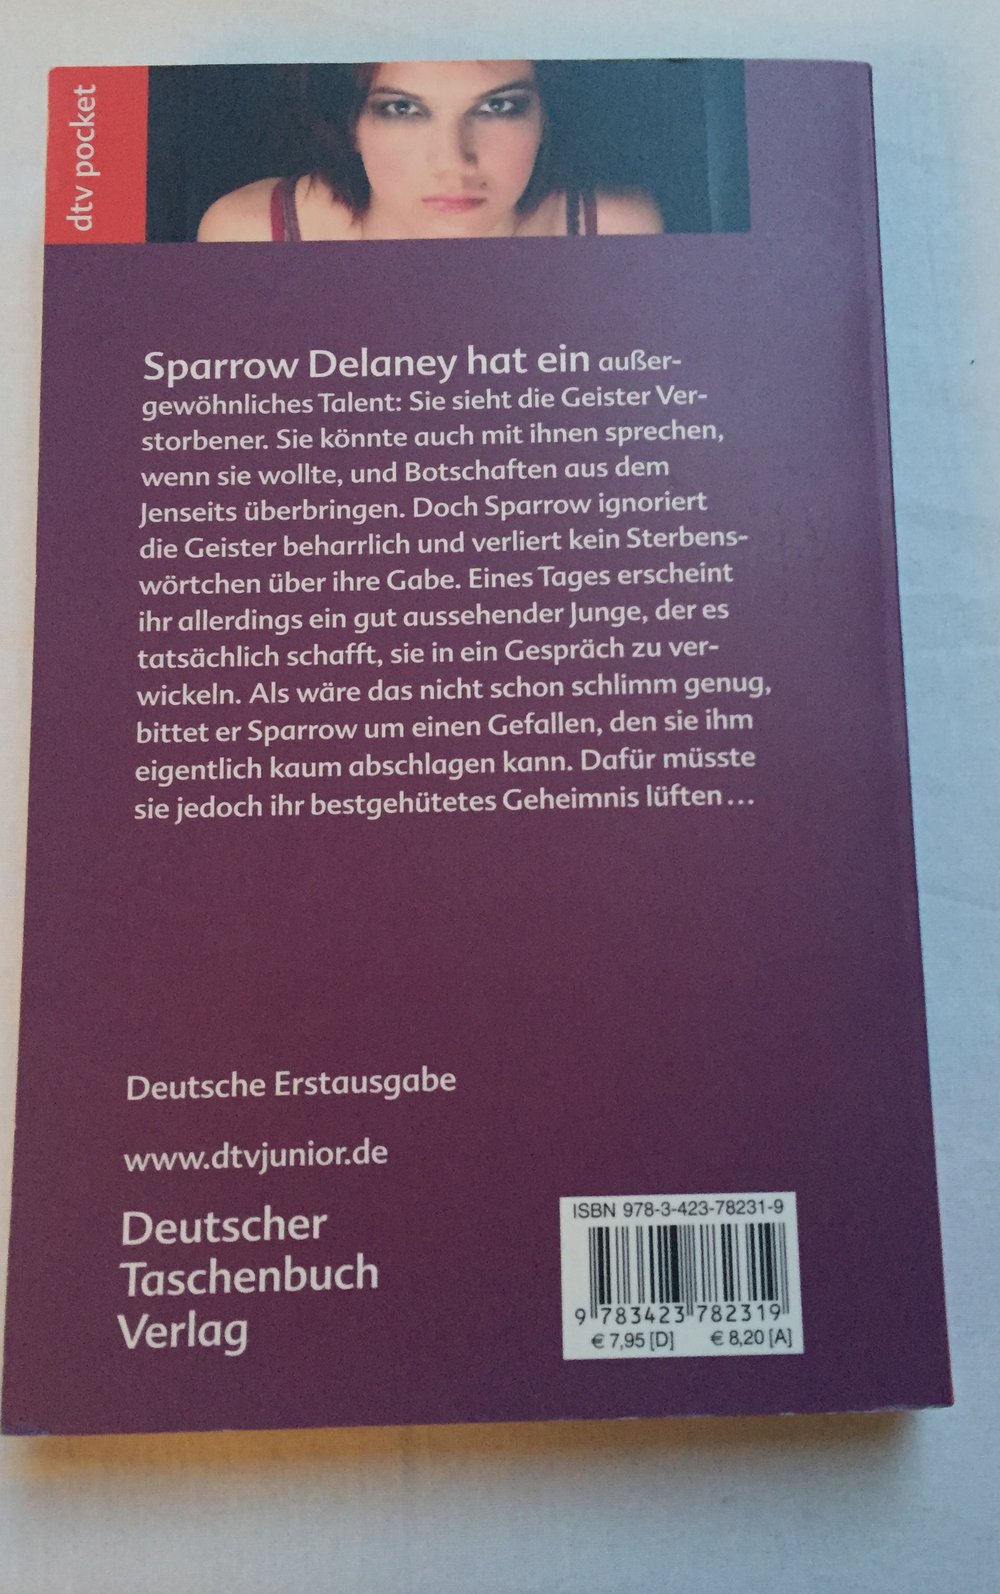 dtv pocket
Sparrow Delaney hat ein außer-
gewöhnliches Talent: Sie sieht die Geister Ver-
storbener. Sie könnte auch mit ihnen sprechen,
wenn sie wollte, und Botschaften aus dem
Jenseits überbringen. Doch Sparrow ignoriert
die Geister beharrlich und verliert kein Sterbens-
wörtchen über ihre Gabe. Eines Tages erscheint
ihr allerdings ein gut aussehender Junge, der es
tatsächlich schafft, sie in ein Gespräch zu ver-
wickeln. Als wäre das nicht schon schlimm genug,
bittet er Sparrow um einen Gefallen, den sie ihm
eigentlich kaum abschlagen kann. Dafür müsste
sie jedoch ihr bestgehütetes Geheimnis lüften...
Deutsche Erstausgabe
www.dtvjunior.de
Deutscher
Taschenbuch
Verlag
ISBN 978-3-423-78231-9
9 783423 782319
€ 7,95 [D] € 8,20 [A]